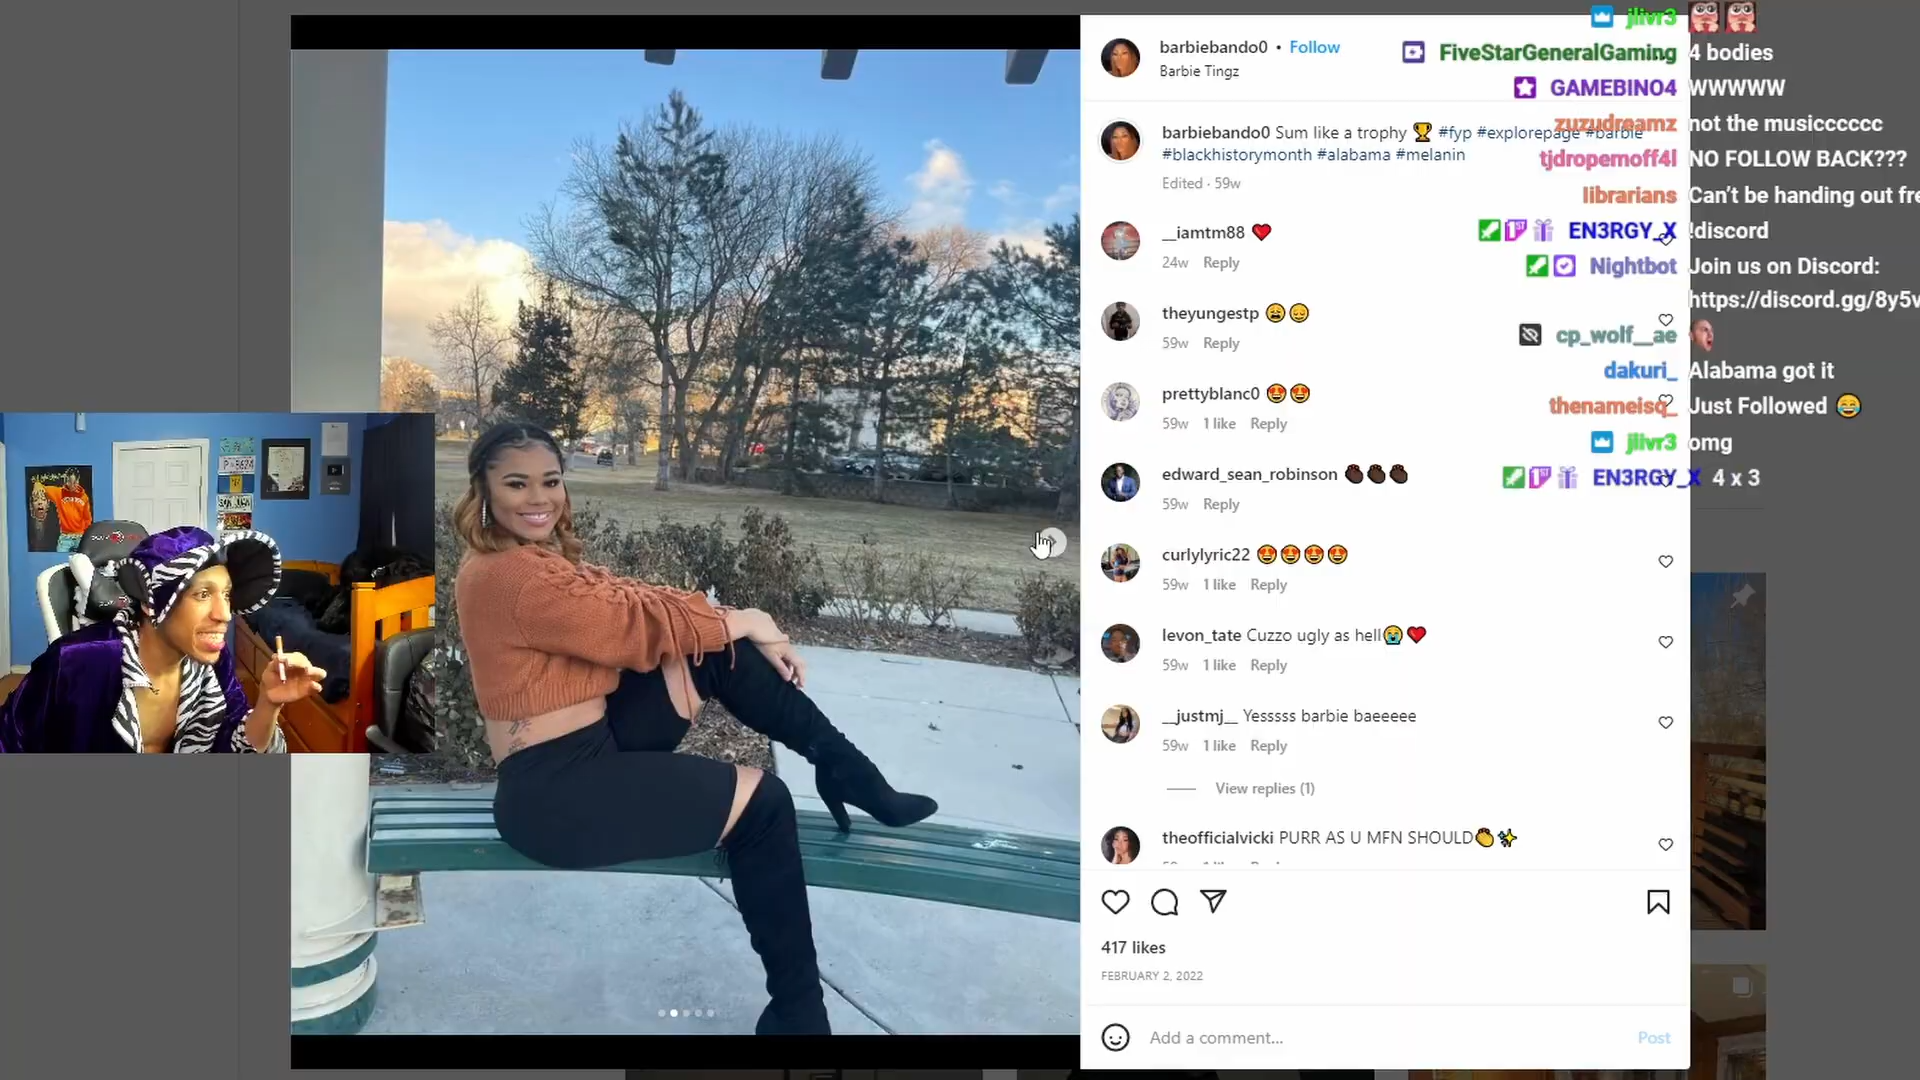 barbiebando0 • Follow
Barbie Tingz
barbiebando0 Sum like a trophy 🏆 #fyp #explorepage #barbie
#blackhistorymonth #alabama #melanin
Edited · 59w
__iamtm88 ❤️
24w Reply
theyungestp 😩😔
59w Reply
prettyblanc0 😍😍
59w 1 like Reply
edward_sean_robinson
59w Reply
curlylyric22 😍😍😍😍
59w 1 like Reply
levon_tate Cuzzo ugly as hell😭❤️
59w 1 like Reply
__justmj__ Yesssss barbie baeeeee
59w 1 like Reply
View replies (1)
theofficialvicki PURR AS U MFN SHOULD👏✨
417 likes
FEBRUARY 2, 2022
Add a comment...
Post
jlivr3
FiveStarGeneralGaming 4 bodies
GAMEBINO4 WWWWW
zuzudreamz not the musicccccc
tjdropemoff4l NO FOLLOW BACK???
librarians Can't be handing out fre
EN3RGY_X !discord
Nightbot Join us on Discord:
https://discord.gg/8y5v
cp_wolf__ae
dakuri_ Alabama got it
thenameisq_ Just Followed 😂
jlivr3 omg
EN3RGY_X 4 x 3